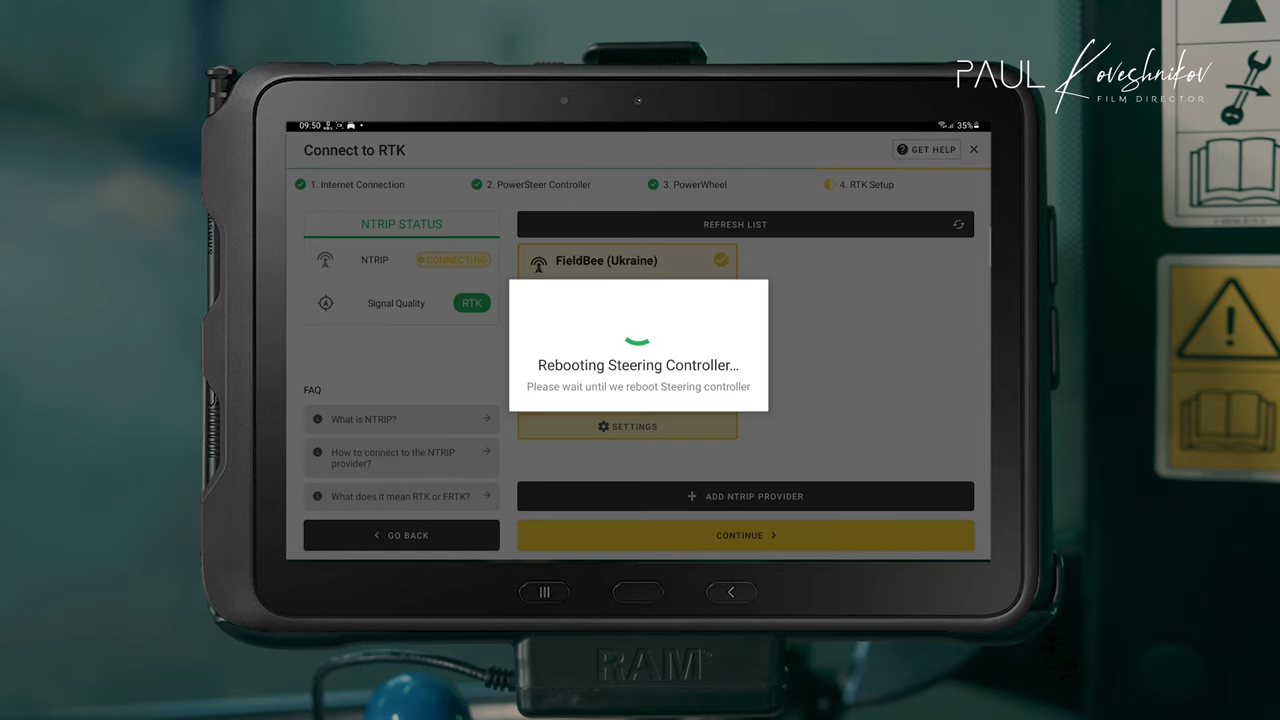 PAUL Koveshnikov
FILM DIRECTOR
09:50
35%
Connect to RTK
GET HELP
1. Internet Connection
2. PowerSteer Controller
3. PowerWheel
4. RTK Setup
NTRIP STATUS
REFRESH LIST
NTRIP
CONNECTING
FieldBee (Ukraine)
Signal Quality
RTK
Rebooting Steering Controller...
Please wait until we reboot Steering controller
FAQ
What is NTRIP?
SETTINGS
How to connect to the NTRIP
provider?
What does it mean RTK or FRTK?
ADD NTRIP PROVIDER
GO BACK
CONTINUE
SAMSUNG
RAM